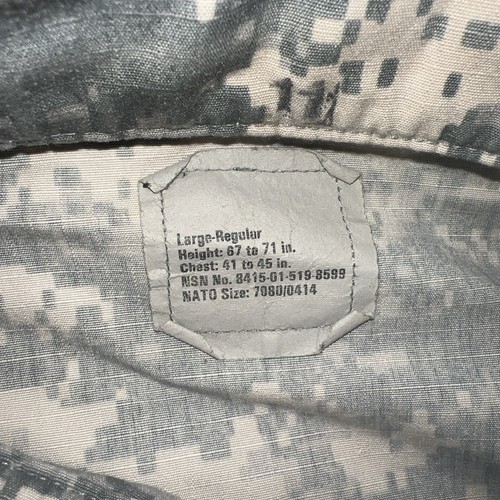 Large-Regular
Height: 67 to 71 in.
Chest: 41 to 45 in.
NSN No. 8415-01-519-8599
NATO Size: 7080/0414